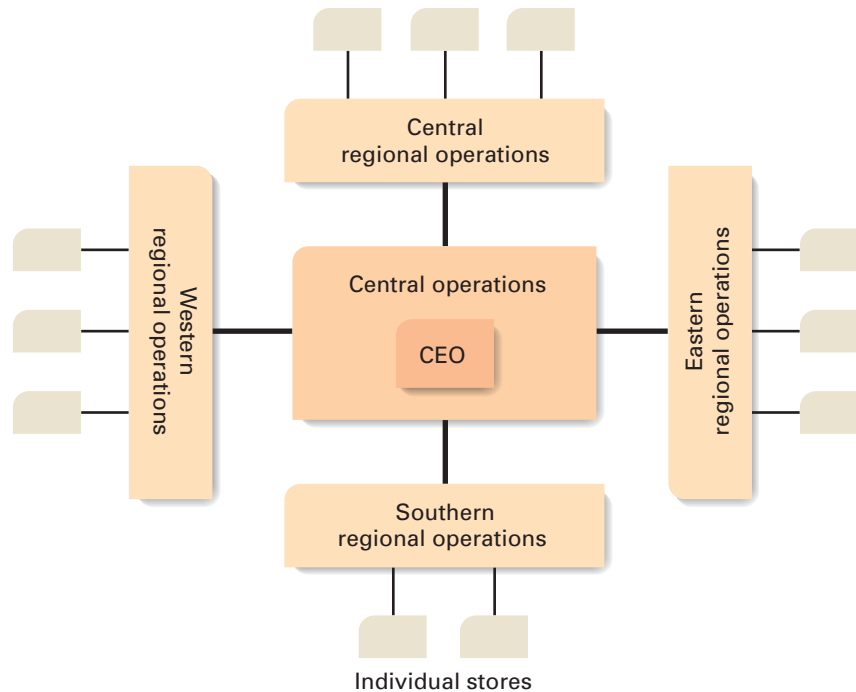 Central
regional operations
Western
regional operations
Central operations
CEO
Eastern
regional operations
Southern
regional operations
Individual stores